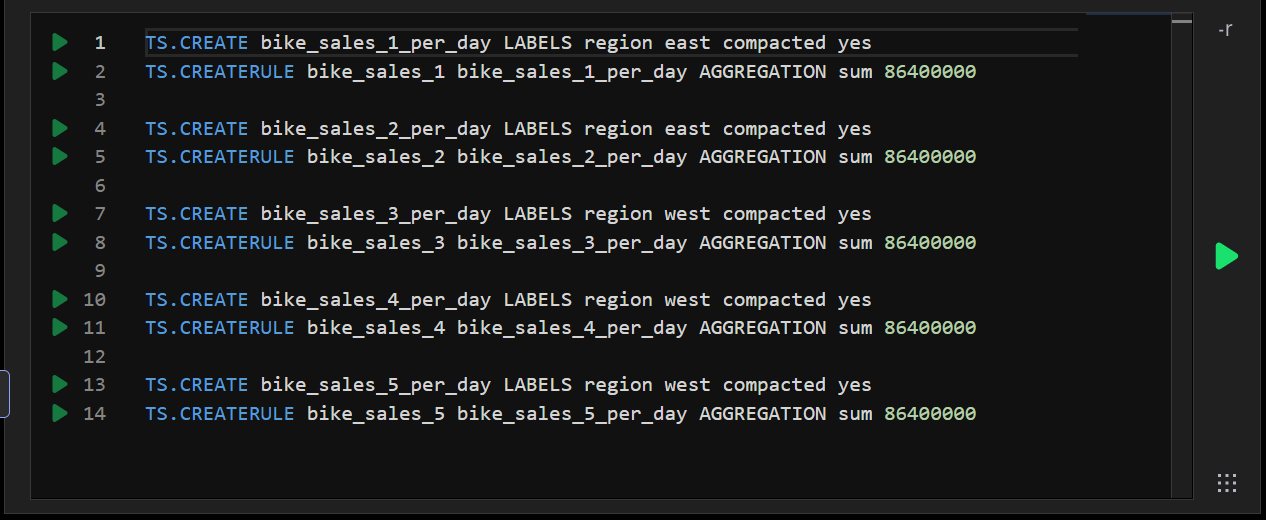 1 TS.CREATE bike_sales_1_per_day LABELS region east compacted yes
2 TS.CREATERULE bike_sales_1 bike_sales_1_per_day AGGREGATION sum 86400000
3
4 TS.CREATE bike_sales_2_per_day LABELS region east compacted yes
5 TS.CREATERULE bike_sales_2 bike_sales_2_per_day AGGREGATION sum 86400000
6
7 TS.CREATE bike_sales_3_per_day LABELS region west compacted yes
8 TS.CREATERULE bike_sales_3 bike_sales_3_per_day AGGREGATION sum 86400000
9
10 TS.CREATE bike_sales_4_per_day LABELS region west compacted yes
11 TS.CREATERULE bike_sales_4 bike_sales_4_per_day AGGREGATION sum 86400000
12
13 TS.CREATE bike_sales_5_per_day LABELS region west compacted yes
14 TS.CREATERULE bike_sales_5 bike_sales_5_per_day AGGREGATION sum 86400000
-r